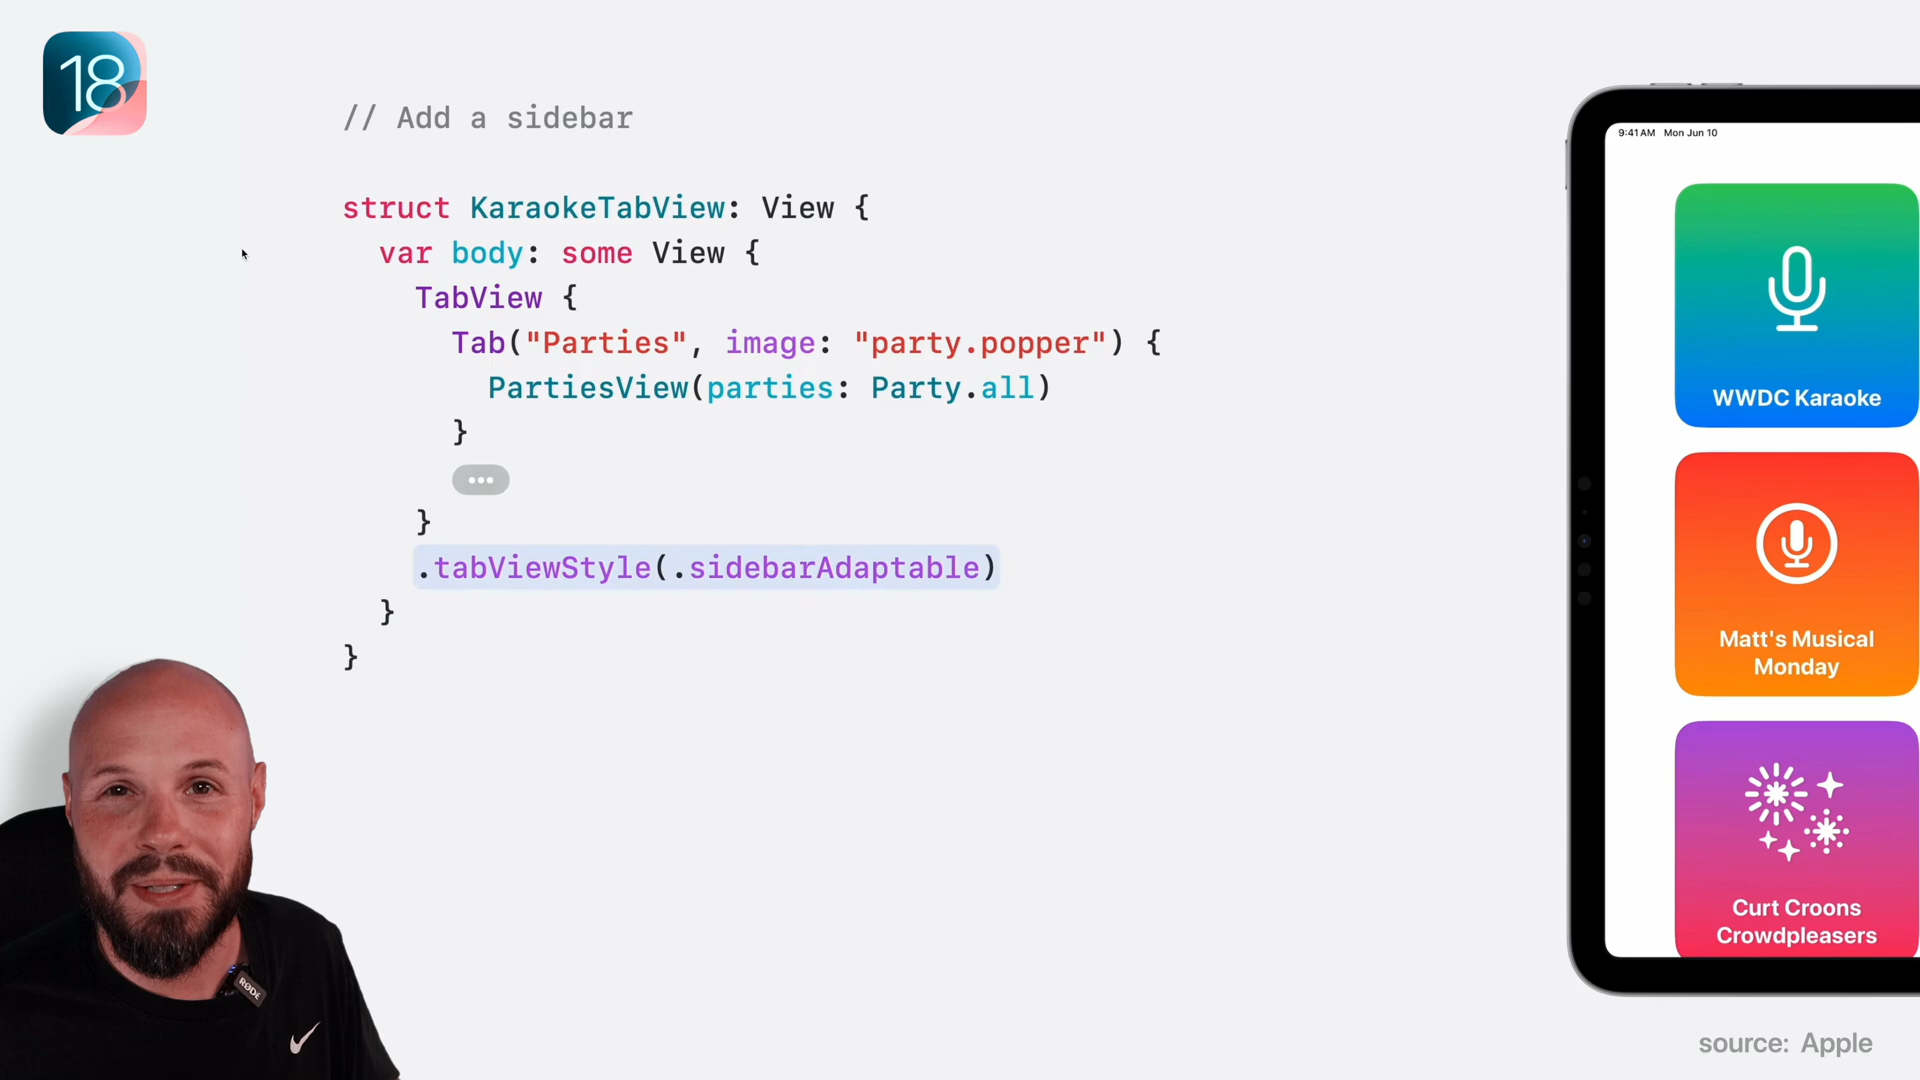 18
// Add a sidebar
struct KaraokeTabView: View {
var body: some View {
TabView {
Tab("Parties", image: "party.popper") {
PartiesView(parties: Party.all)
}
•••
}
.tabViewStyle(.sidebarAdaptable)
}
}
9:41 AM Mon Jun 10
WWDC Karaoke
Matt's Musical
Monday
Curt Croons
Crowdpleasers
RØDE
source: Apple